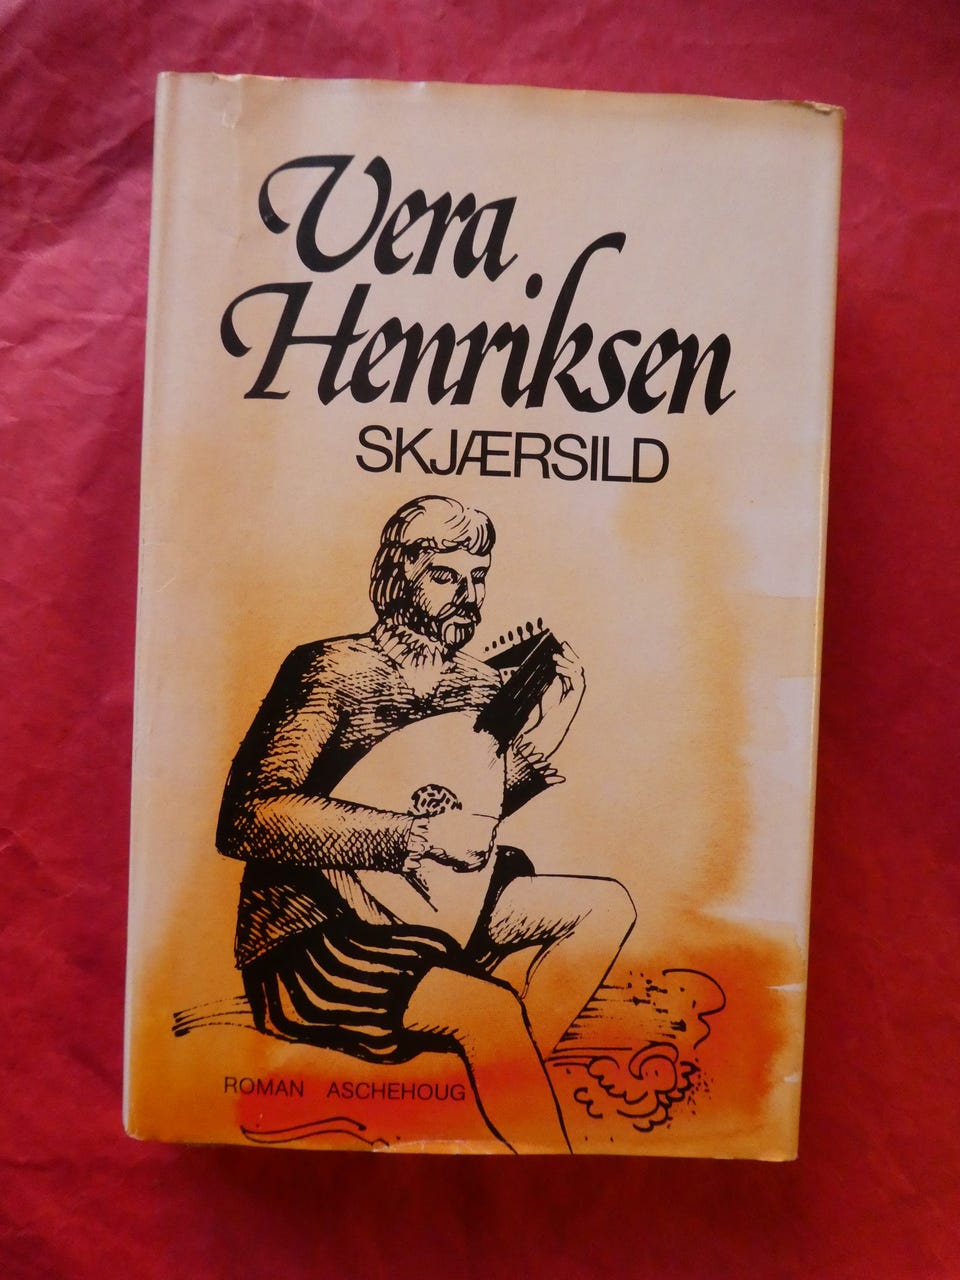 Vera
Henriksen
SKJÆRSILD
ROMAN ASCHEHOUG